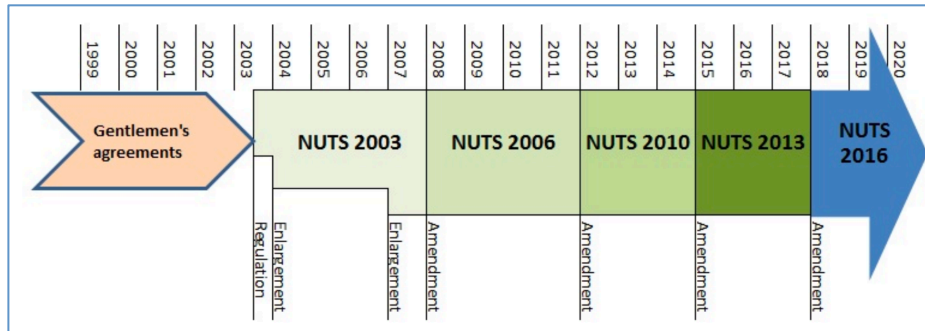 1999
2000
2001
2002
2003
2004
2005
2006
2007
2008
2009
2010
2011
2012
2013
2014
2015
2016
2017
2018
2019
2020
Gentlemen's
agreements
NUTS 2003
NUTS 2006
NUTS 2010
NUTS 2013
NUTS
2016
Regulation
Enlargement
Enlargement
Amendment
Amendment
Amendment
Amendment